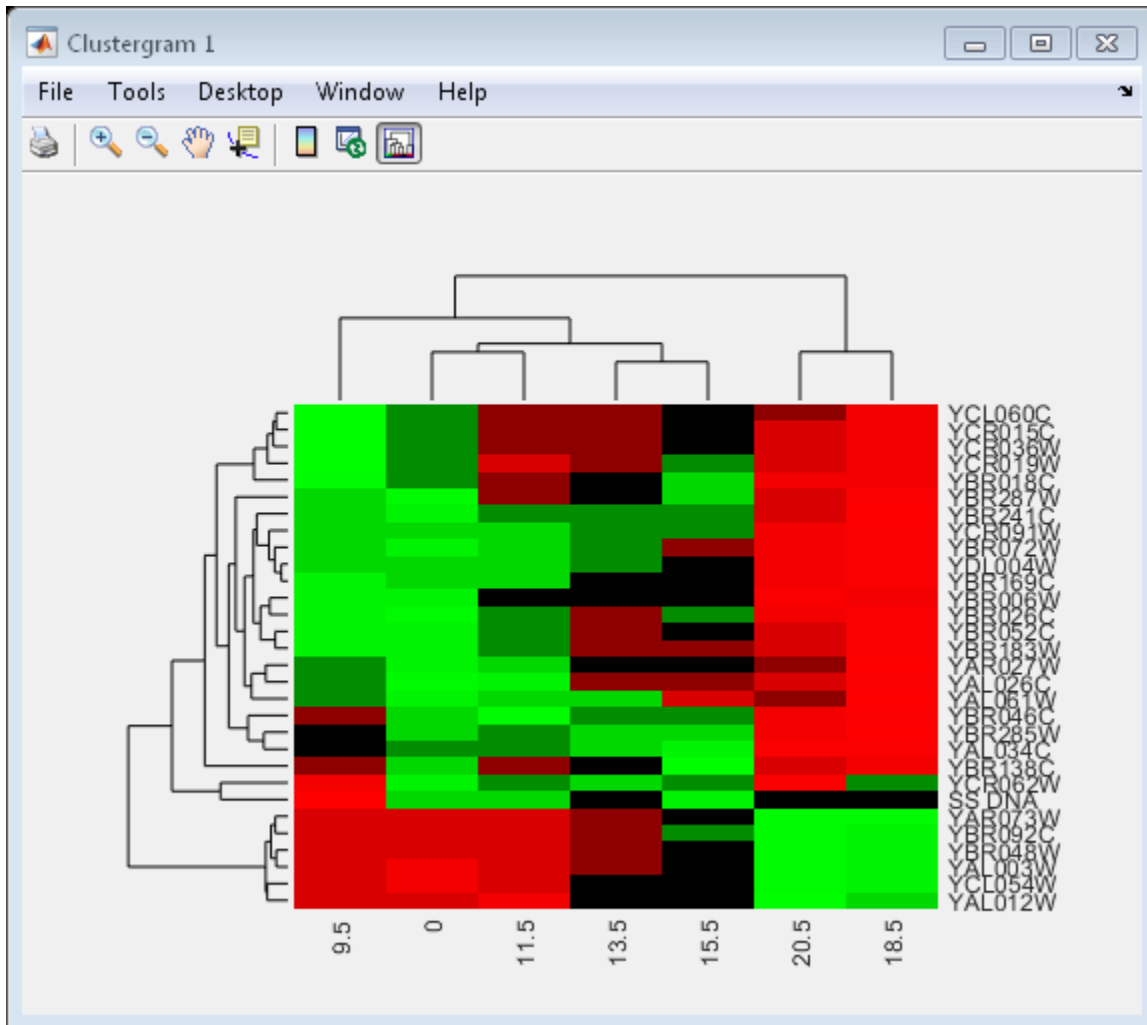 Clustergram 1
File Tools Desktop Window Help
YCL060C
YCR015C
YCR036W
YCR019W
YBR018C
YBR287W
YBR241C
YCR091W
YBR072W
YDL004W
YBR169C
YBR006W
YBR026C
YBR052C
YBR183W
YAR027W
YAL026C
YAL061W
YBR046C
YBR285W
YAL034C
YBR138C
YCR062W
SS DNA
YAR073W
YBR092C
YBR048W
YAL003W
YCL054W
YAL012W
9.5 0 11.5 13.5 15.5 20.5 18.5